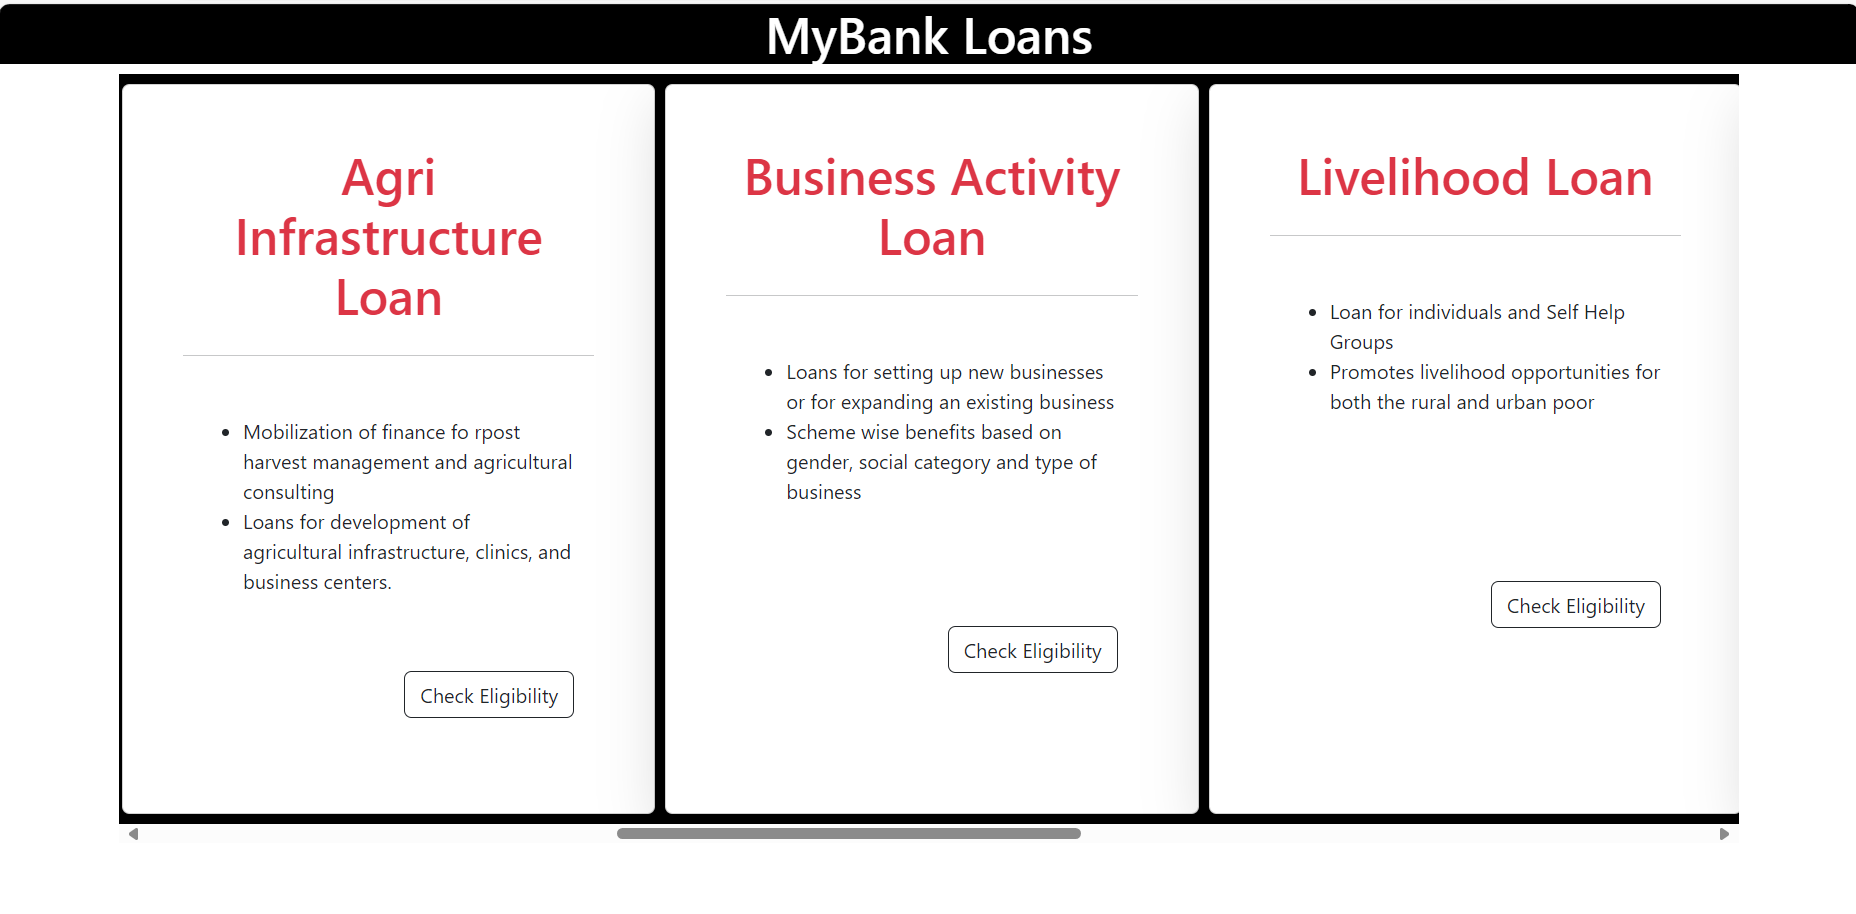 MyBank Loans
Agri
Infrastructure
Loan
• Mobilization of finance fo rpost
harvest management and agricultural
consulting
• Loans for development of
agricultural infrastructure, clinics, and
business centers.
Check Eligibility
Business Activity
Loan
• Loans for setting up new businesses
or for expanding an existing business
• Scheme wise benefits based on
gender, social category and type of
business
Check Eligibility
Livelihood Loan
• Loan for individuals and Self Help
Groups
• Promotes livelihood opportunities for
both the rural and urban poor
Check Eligibility